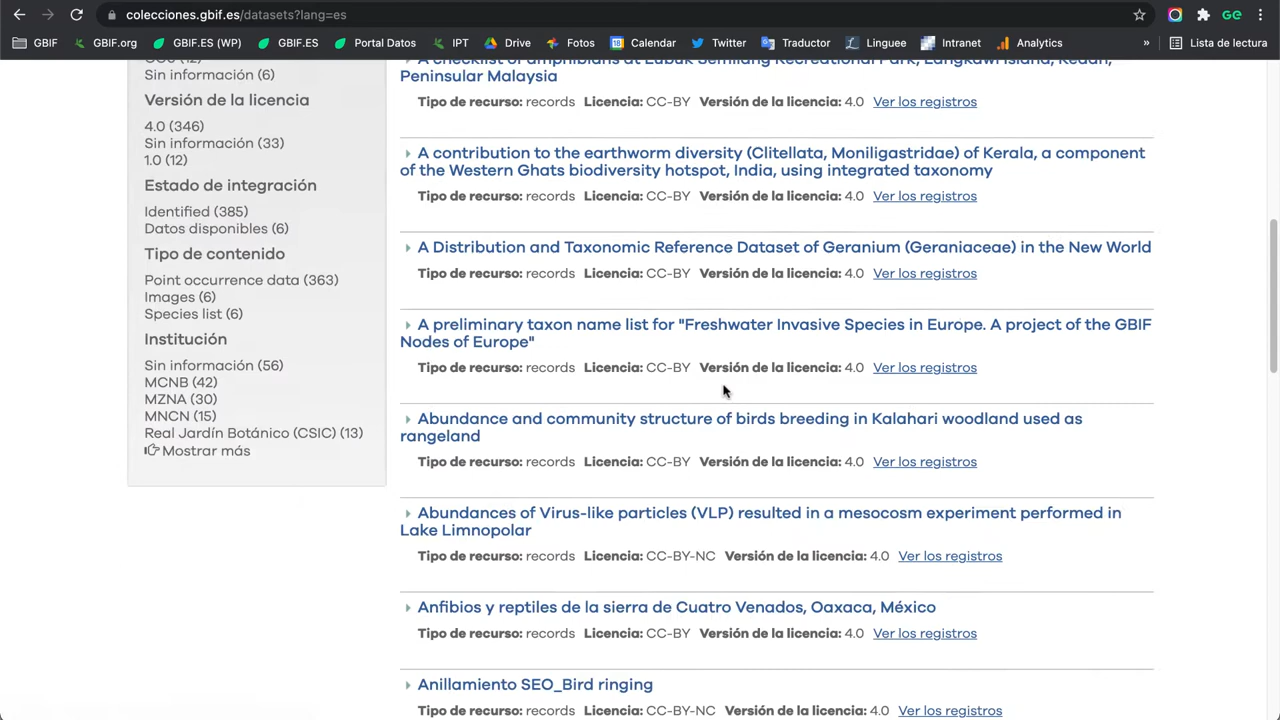 colecciones.gbif.es/datasets?lang=es
GBIF GBIF.org GBIF.ES (WP) GBIF.ES Portal Datos IPT Drive Fotos Calendar Twitter Traductor Linguee Intranet Analytics » Lista de lectura
Sin información (6)
Versión de la licencia
4.0 (346)
Sin información (33)
1.0 (12)
Estado de integración
Identified (385)
Datos disponibles (6)
Tipo de contenido
Point occurrence data (363)
Images (6)
Species list (6)
Institución
Sin información (56)
MCNB (42)
MZNA (30)
MNCN (15)
Real Jardín Botánico (CSIC) (13)
Mostrar más
A checklist of amphibians at Lubuk Semilang Recreational Park, Langkawi Island, Kedah,
Peninsular Malaysia
Tipo de recurso: records Licencia: CC-BY Versión de la licencia: 4.0 Ver los registros
A contribution to the earthworm diversity (Clitellata, Moniligastridae) of Kerala, a component
of the Western Ghats biodiversity hotspot, India, using integrated taxonomy
Tipo de recurso: records Licencia: CC-BY Versión de la licencia: 4.0 Ver los registros
A Distribution and Taxonomic Reference Dataset of Geranium (Geraniaceae) in the New World
Tipo de recurso: records Licencia: CC-BY Versión de la licencia: 4.0 Ver los registros
A preliminary taxon name list for "Freshwater Invasive Species in Europe. A project of the GBIF
Nodes of Europe"
Tipo de recurso: records Licencia: CC-BY Versión de la licencia: 4.0 Ver los registros
Abundance and community structure of birds breeding in Kalahari woodland used as
rangeland
Tipo de recurso: records Licencia: CC-BY Versión de la licencia: 4.0 Ver los registros
Abundances of Virus-like particles (VLP) resulted in a mesocosm experiment performed in
Lake Limnopolar
Tipo de recurso: records Licencia: CC-BY-NC Versión de la licencia: 4.0 Ver los registros
Anfibios y reptiles de la sierra de Cuatro Venados, Oaxaca, México
Tipo de recurso: records Licencia: CC-BY Versión de la licencia: 4.0 Ver los registros
Anillamiento SEO_Bird ringing
Tipo de recurso: records Licencia: CC-BY-NC Versión de la licencia: 4.0 Ver los registros